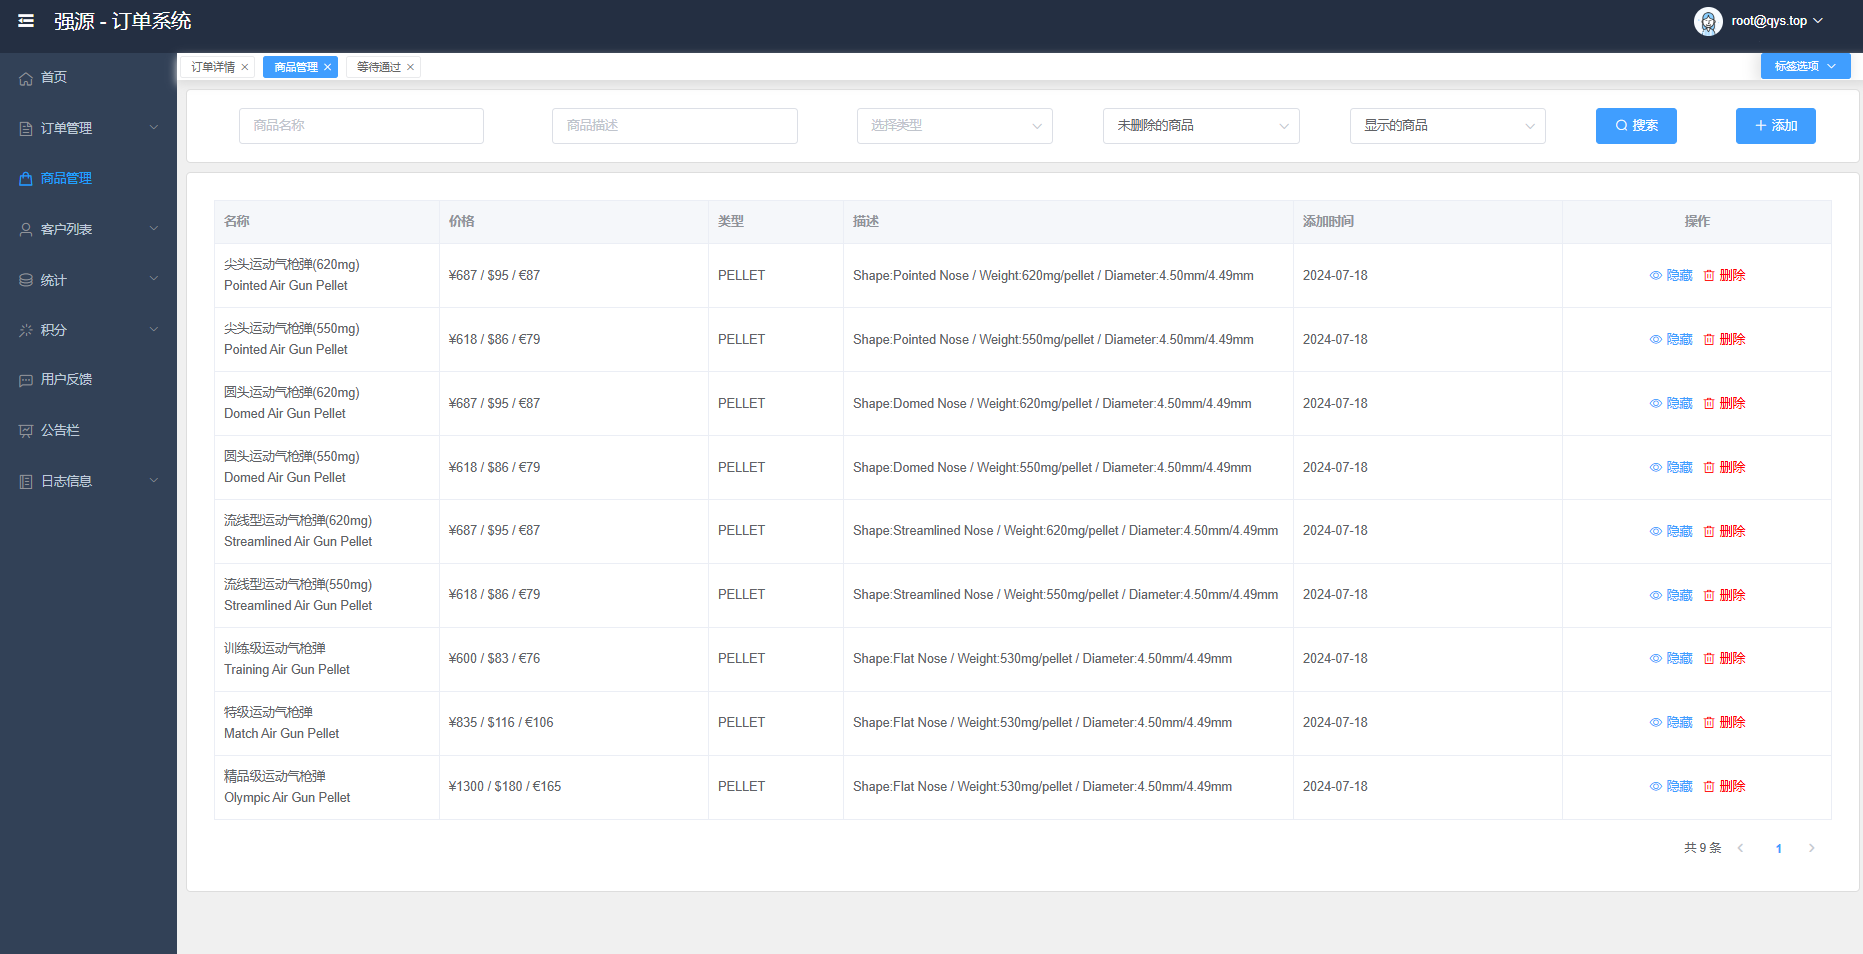 强源 - 订单系统
root@qys.top
首页
订单管理
商品管理
客户列表
统计
积分
用户反馈
公告栏
日志信息
订单详情 × 商品管理 × 等待通过 ×
标签选项
商品名称 商品描述 选择类型 未删除的商品 显示的商品 搜索 + 添加
名称 价格 类型 描述 添加时间 操作
尖头运动气枪弹(620mg)
Pointed Air Gun Pellet
¥687 / $95 / €87 PELLET Shape:Pointed Nose / Weight:620mg/pellet / Diameter:4.50mm/4.49mm 2024-07-18 隐藏 删除
尖头运动气枪弹(550mg)
Pointed Air Gun Pellet
¥618 / $86 / €79 PELLET Shape:Pointed Nose / Weight:550mg/pellet / Diameter:4.50mm/4.49mm 2024-07-18 隐藏 删除
圆头运动气枪弹(620mg)
Domed Air Gun Pellet
¥687 / $95 / €87 PELLET Shape:Domed Nose / Weight:620mg/pellet / Diameter:4.50mm/4.49mm 2024-07-18 隐藏 删除
圆头运动气枪弹(550mg)
Domed Air Gun Pellet
¥618 / $86 / €79 PELLET Shape:Domed Nose / Weight:550mg/pellet / Diameter:4.50mm/4.49mm 2024-07-18 隐藏 删除
流线型运动气枪弹(620mg)
Streamlined Air Gun Pellet
¥687 / $95 / €87 PELLET Shape:Streamlined Nose / Weight:620mg/pellet / Diameter:4.50mm/4.49mm 2024-07-18 隐藏 删除
流线型运动气枪弹(550mg)
Streamlined Air Gun Pellet
¥618 / $86 / €79 PELLET Shape:Streamlined Nose / Weight:550mg/pellet / Diameter:4.50mm/4.49mm 2024-07-18 隐藏 删除
训练级运动气枪弹
Training Air Gun Pellet
¥600 / $83 / €76 PELLET Shape:Flat Nose / Weight:530mg/pellet / Diameter:4.50mm/4.49mm 2024-07-18 隐藏 删除
特级运动气枪弹
Match Air Gun Pellet
¥835 / $116 / €106 PELLET Shape:Flat Nose / Weight:530mg/pellet / Diameter:4.50mm/4.49mm 2024-07-18 隐藏 删除
精品级运动气枪弹
Olympic Air Gun Pellet
¥1300 / $180 / €165 PELLET Shape:Flat Nose / Weight:530mg/pellet / Diameter:4.50mm/4.49mm 2024-07-18 隐藏 删除
共 9 条 1